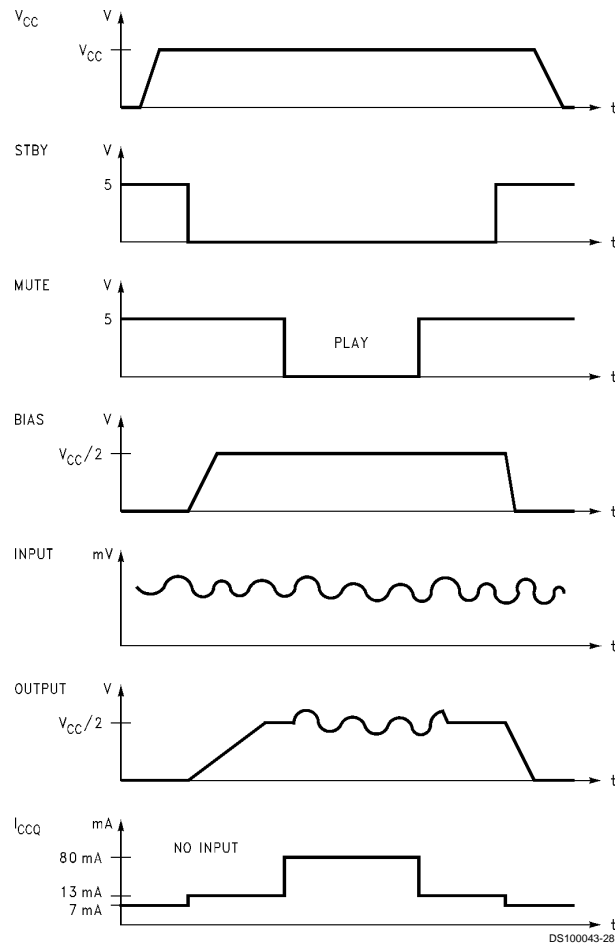 V_CC V
V_CC
t
STBY V
5
t
MUTE V
5
PLAY
t
BIAS V
V_CC/2
t
INPUT mV
t
OUTPUT V
V_CC/2
t
I_CCQ mA
NO INPUT
80 mA
13 mA
7 mA
t
DS100043-28